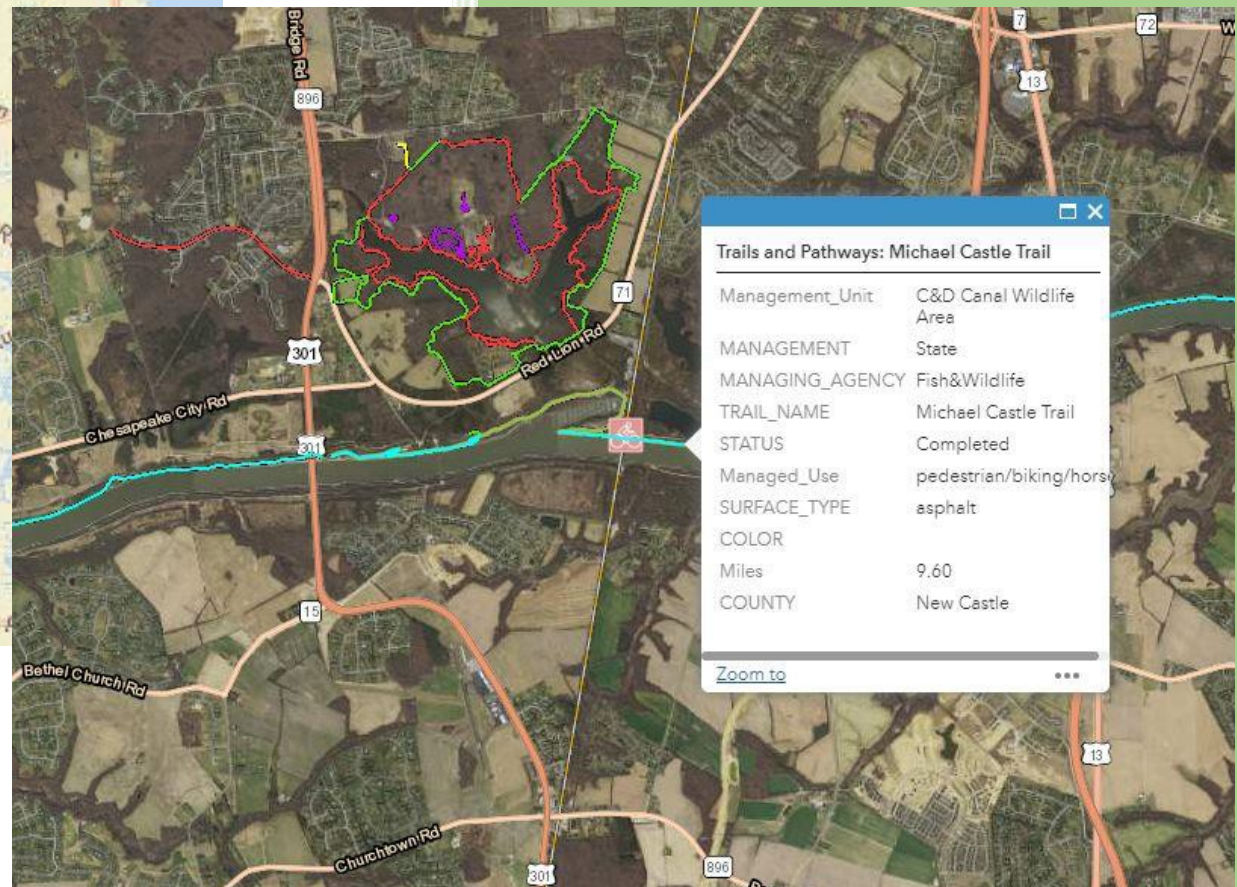 Bridge Rd
896
7
72
W
13
Trails and Pathways: Michael Castle Trail
Management_Unit C&D Canal Wildlife
Area
MANAGEMENT State
MANAGING_AGENCY Fish&Wildlife
TRAIL_NAME Michael Castle Trail
STATUS Completed
Managed_Use pedestrian/biking/horse
SURFACE_TYPE asphalt
COLOR
Miles 9.60
COUNTY New Castle
Zoom to
71
301
Red Lion Rd
Chesapeake City Rd
301
15
Bethel Church Rd
13
Churchtown Rd
301
896